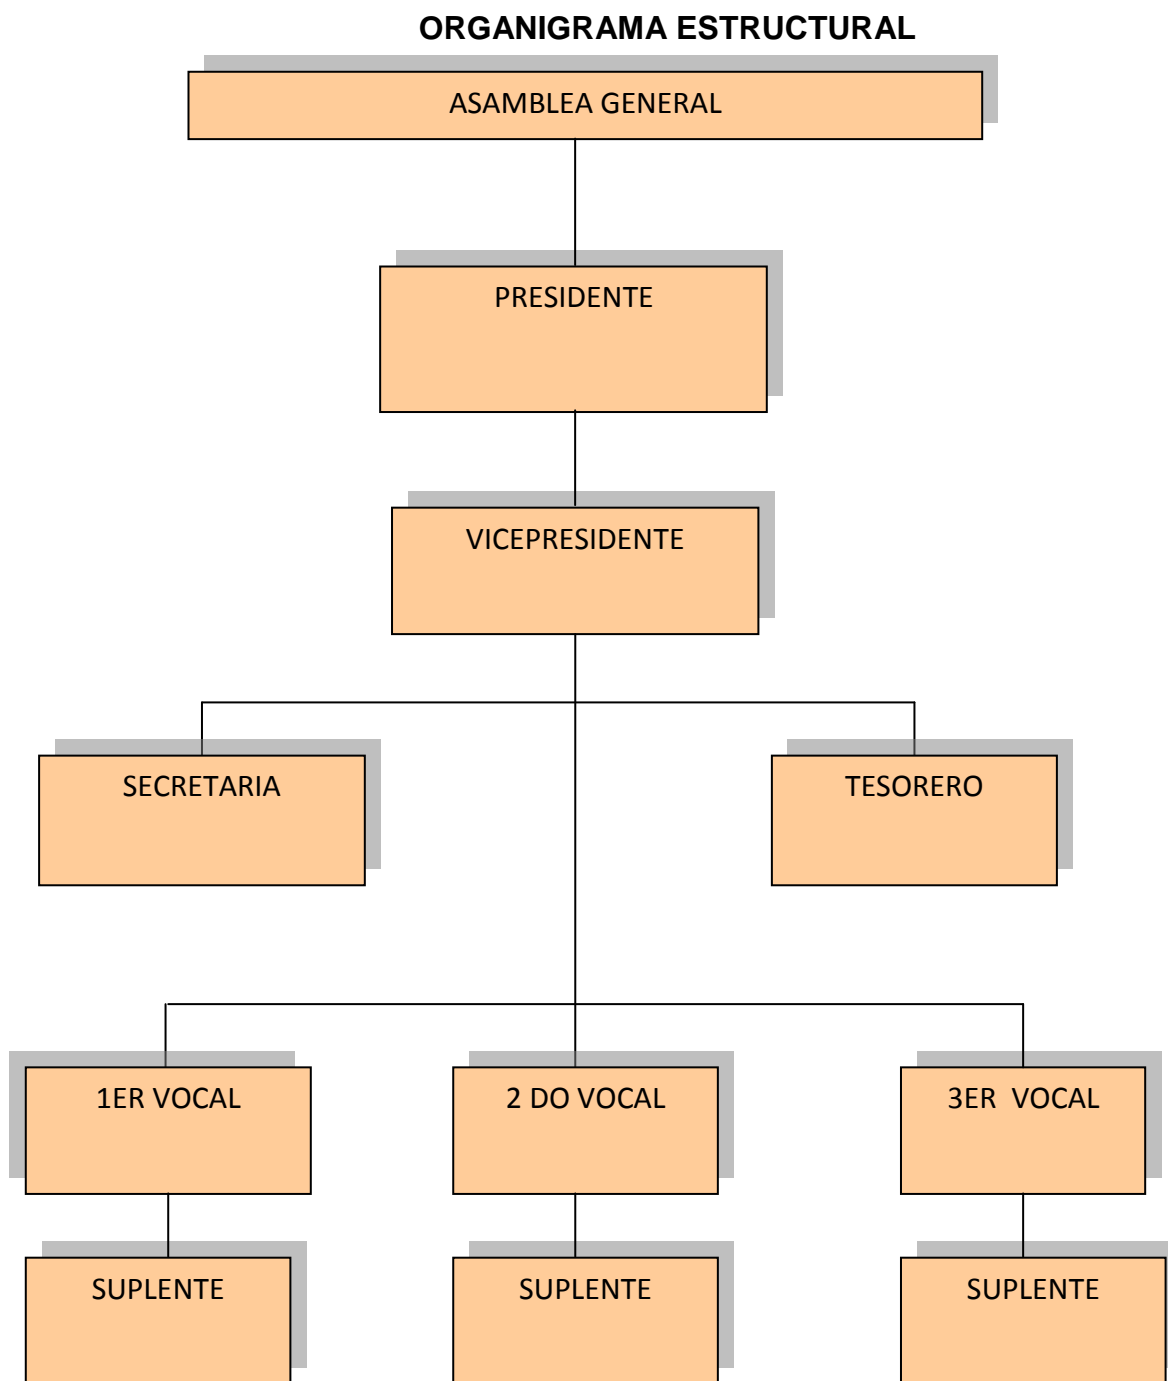 ORGANIGRAMA ESTRUCTURAL
ASAMBLEA GENERAL
PRESIDENTE
VICEPRESIDENTE
SECRETARIA
TESORERO
1ER VOCAL
2 DO VOCAL
3ER VOCAL
SUPLENTE
SUPLENTE
SUPLENTE